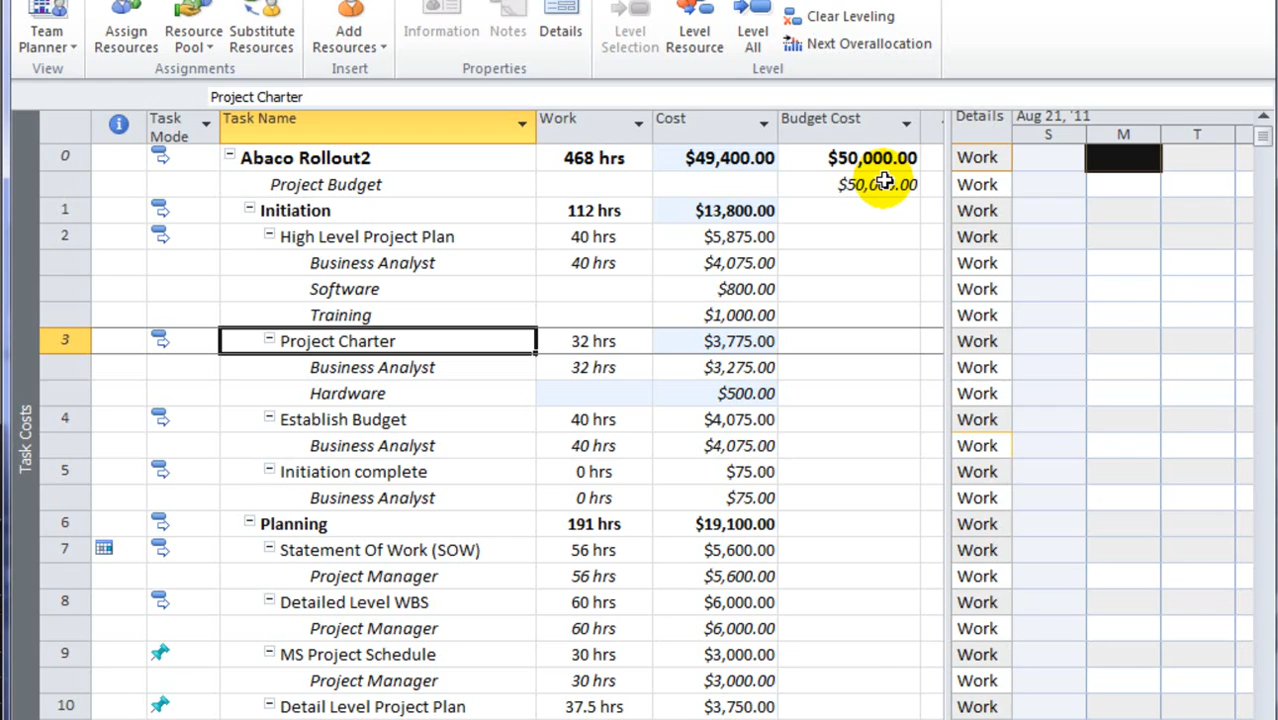 Team Planner
Assign Resources
Resource Pool
Substitute Resources
Add Resources
Information
Notes
Details
Level Selection
Level Resource
Level All
Clear Leveling
Next Overallocation
View
Assignments
Insert
Properties
Level
Project Charter
Task Mode
Task Name
Work
Cost
Budget Cost
Details
Aug 21, '11
S M T
0 Abaco Rollout2 468 hrs $49,400.00 $50,000.00 Work
Project Budget Work
1 Initiation 112 hrs $13,800.00 Work
2 High Level Project Plan 40 hrs $5,875.00 Work
Business Analyst 40 hrs $4,075.00 Work
Software $800.00 Work
Training $1,000.00 Work
3 Project Charter 32 hrs $3,775.00 Work
Business Analyst 32 hrs $3,275.00 Work
Hardware $500.00 Work
4 Establish Budget 40 hrs $4,075.00 Work
Business Analyst 40 hrs $4,075.00 Work
5 Initiation complete 0 hrs $75.00 Work
Business Analyst 0 hrs $75.00 Work
6 Planning 191 hrs $19,100.00 Work
7 Statement Of Work (SOW) 56 hrs $5,600.00 Work
Project Manager 56 hrs $5,600.00 Work
8 Detailed Level WBS 60 hrs $6,000.00 Work
Project Manager 60 hrs $6,000.00 Work
9 MS Project Schedule 30 hrs $3,000.00 Work
Project Manager 30 hrs $3,000.00 Work
10 Detail Level Project Plan 37.5 hrs $3,750.00 Work
Task Costs